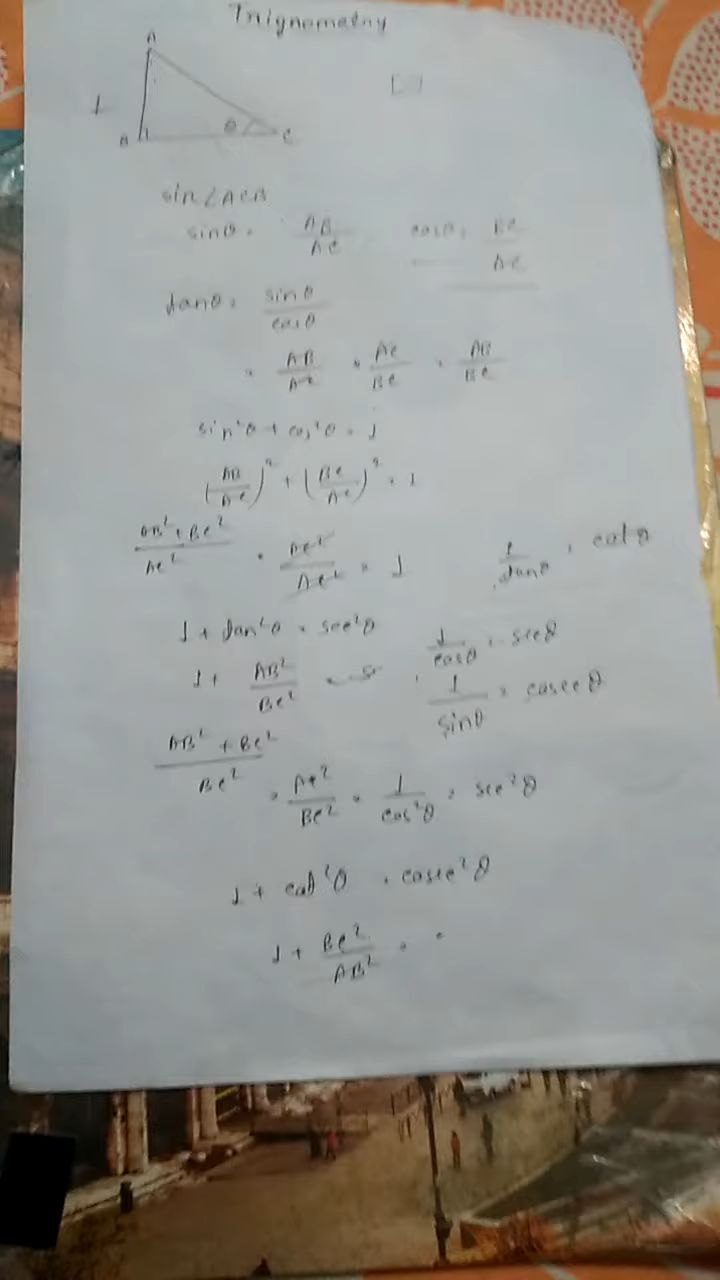 Trignometry
A
B
θ
C
sin∠ACB
sinθ = AB/AC cosθ = BC/AC
tanθ = sinθ/cosθ
= AB/AC × AC/BC = AB/BC
sin²θ + cos²θ = 1
(AB/AC)² + (BC/AC)² = 1
AB² + BC²/AC² = AC²/AC² = 1
1/tanθ = cotθ
1 + tan²θ = sec²θ
1/cosθ = secθ
1 + AB²/BC² =
1/sinθ = cosecθ
AB² + BC²/BC² = AC²/BC² = 1/cos²θ = sec²θ
1 + cot²θ = cosec²θ
1 + BC²/AB² =